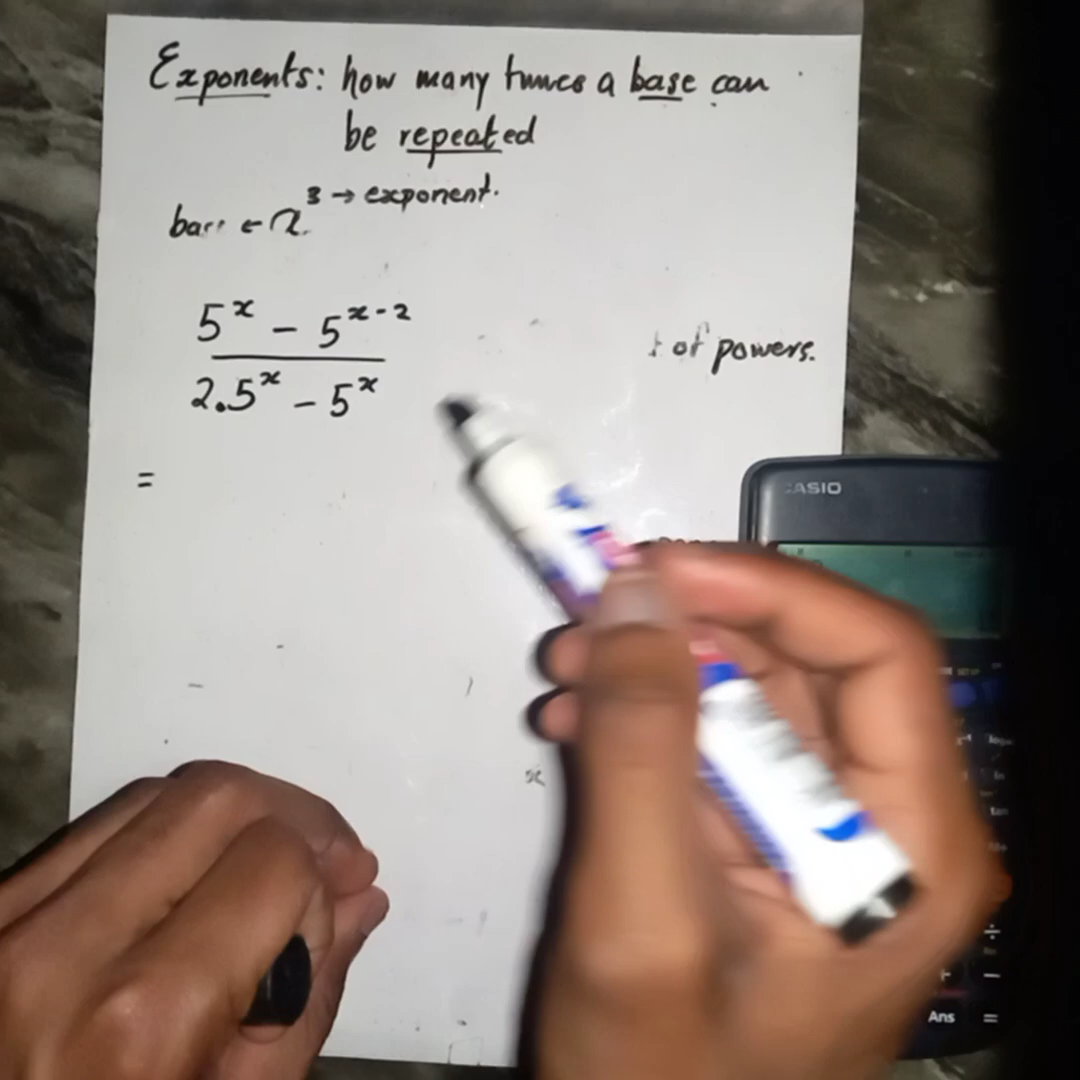 Exponents: how many times a base can
be repeated
3 → exponent.
base ← 2
5^x - 5^(x-2)
2.5^x - 5^x
of powers.
=
CASIO
x
Ans
÷
−
=